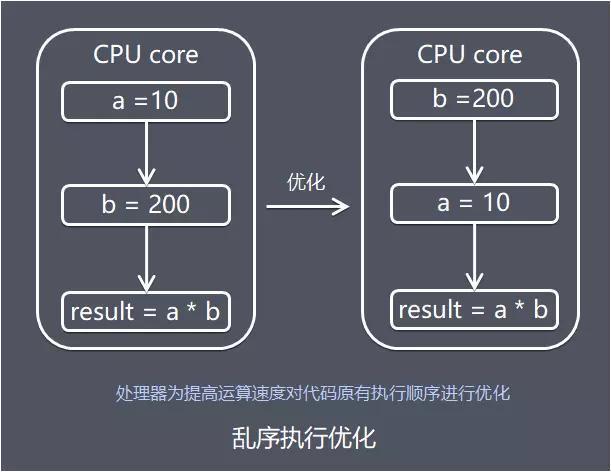 CPU core
a =10
b = 200
result = a * b
优化
CPU core
b =200
a = 10
result = a * b
处理器为提高运算速度对代码原有执行顺序进行优化
乱序执行优化